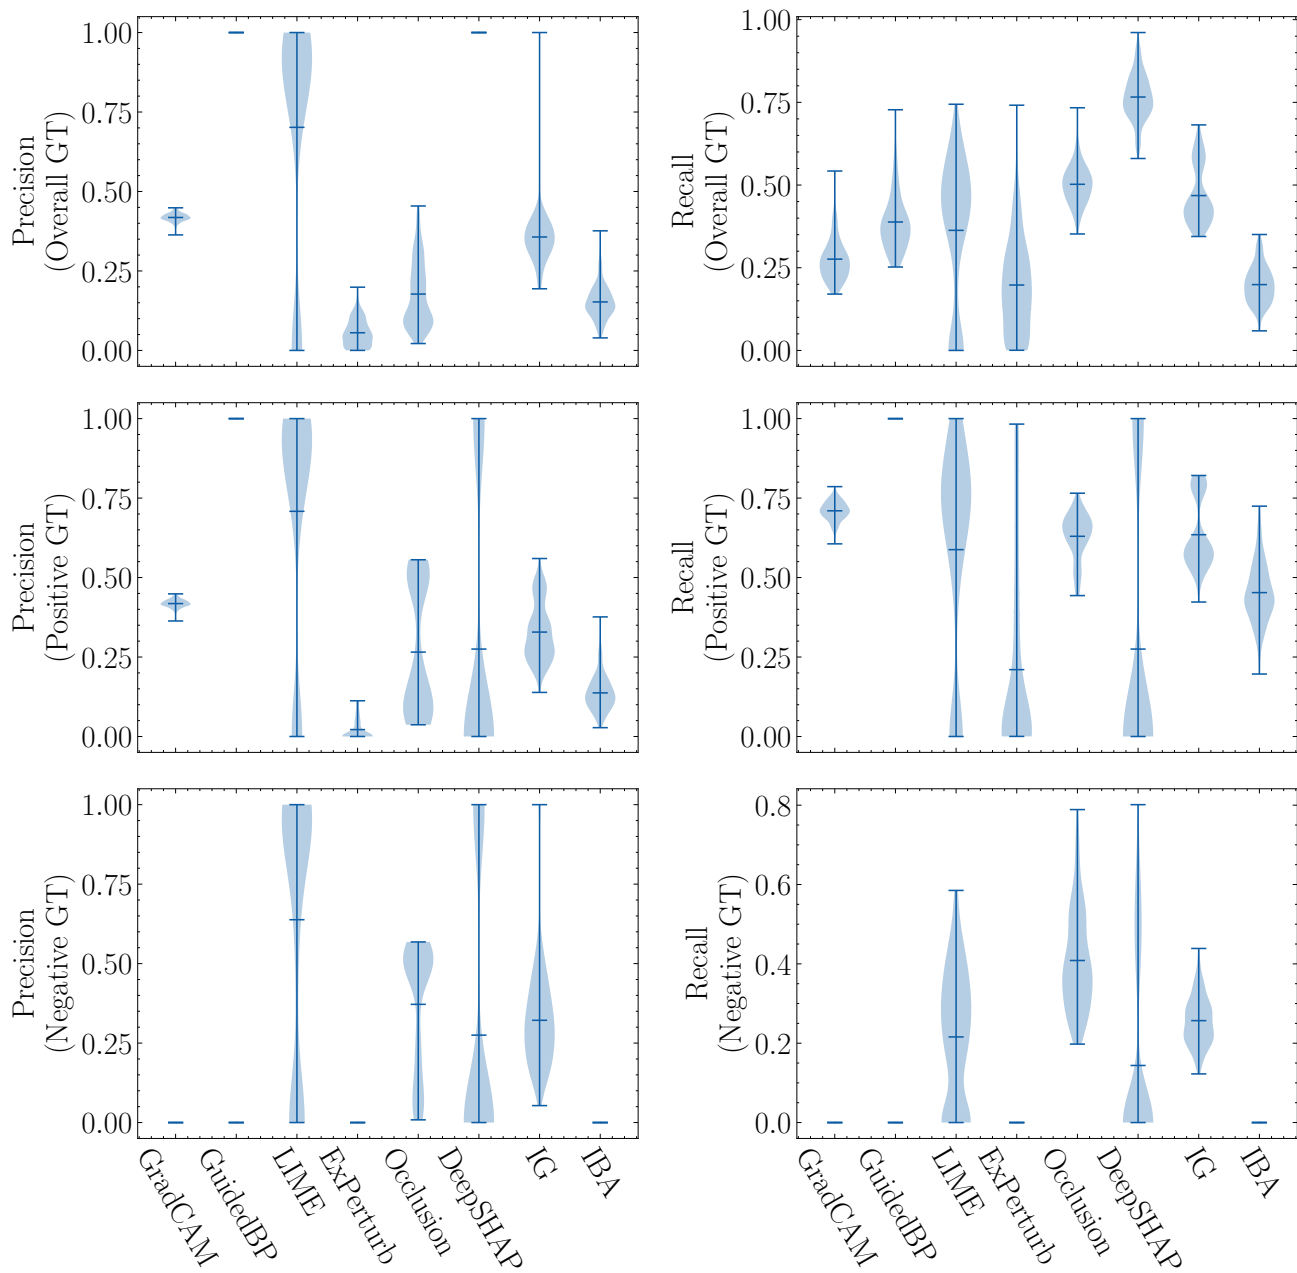 Precision
(Overall GT)
1.00
0.75
0.50
0.25
0.00
Recall
(Overall GT)
1.00
0.75
0.50
0.25
0.00
Precision
(Positive GT)
1.00
0.75
0.50
0.25
0.00
Recall
(Positive GT)
1.00
0.75
0.50
0.25
0.00
Precision
(Negative GT)
1.00
0.75
0.50
0.25
0.00
Recall
(Negative GT)
0.8
0.6
0.4
0.2
0.0
GradCAM
GuidedBP
LIME
ExPerturb
Occlusion
DeepSHAP
IG
IBA
GradCAM
GuidedBP
LIME
ExPerturb
Occlusion
DeepSHAP
IG
IBA